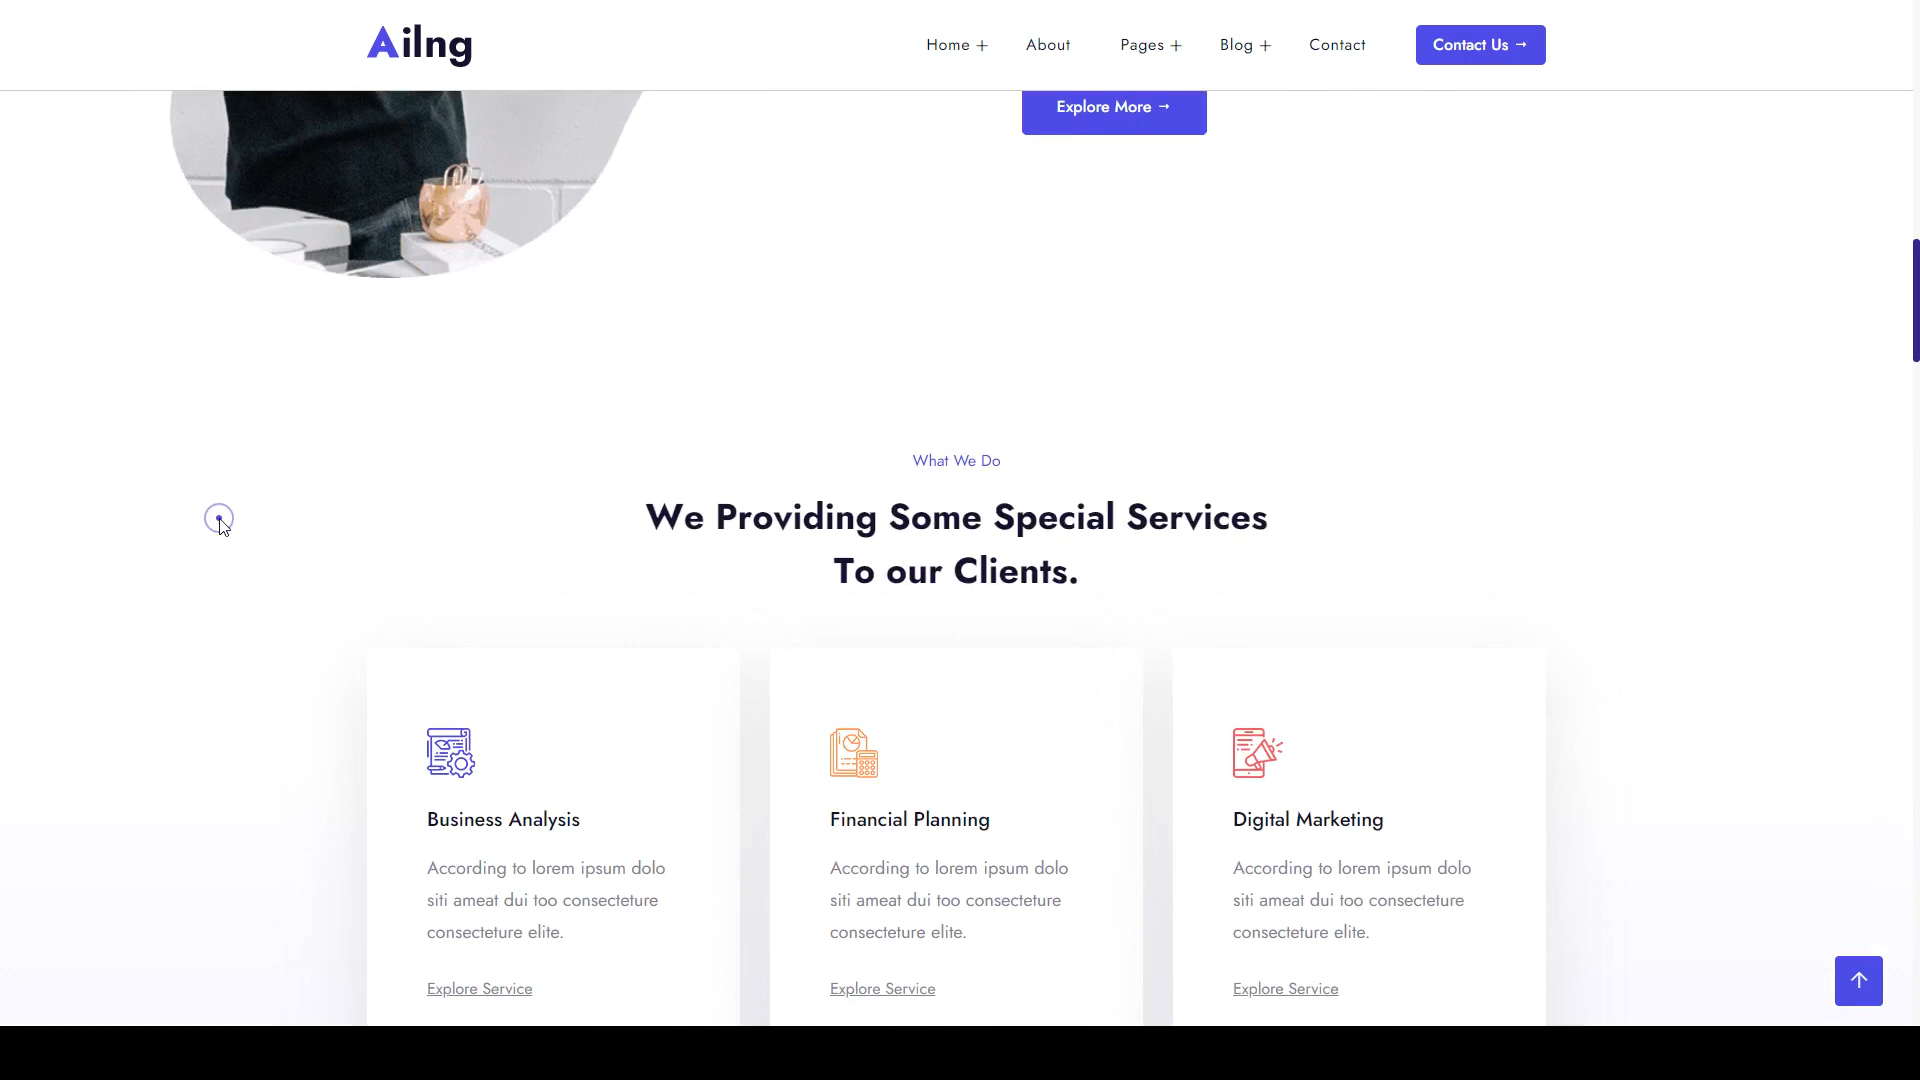 Ailng
Home +
About
Pages +
Blog +
Contact
Contact Us →
Explore More →
What We Do
We Providing Some Special Services
To our Clients.
Business Analysis
According to lorem ipsum dolo
siti ameat dui too consecteture
consecteture elite.
Explore Service
Financial Planning
According to lorem ipsum dolo
siti ameat dui too consecteture
consecteture elite.
Explore Service
Digital Marketing
According to lorem ipsum dolo
siti ameat dui too consecteture
consecteture elite.
Explore Service